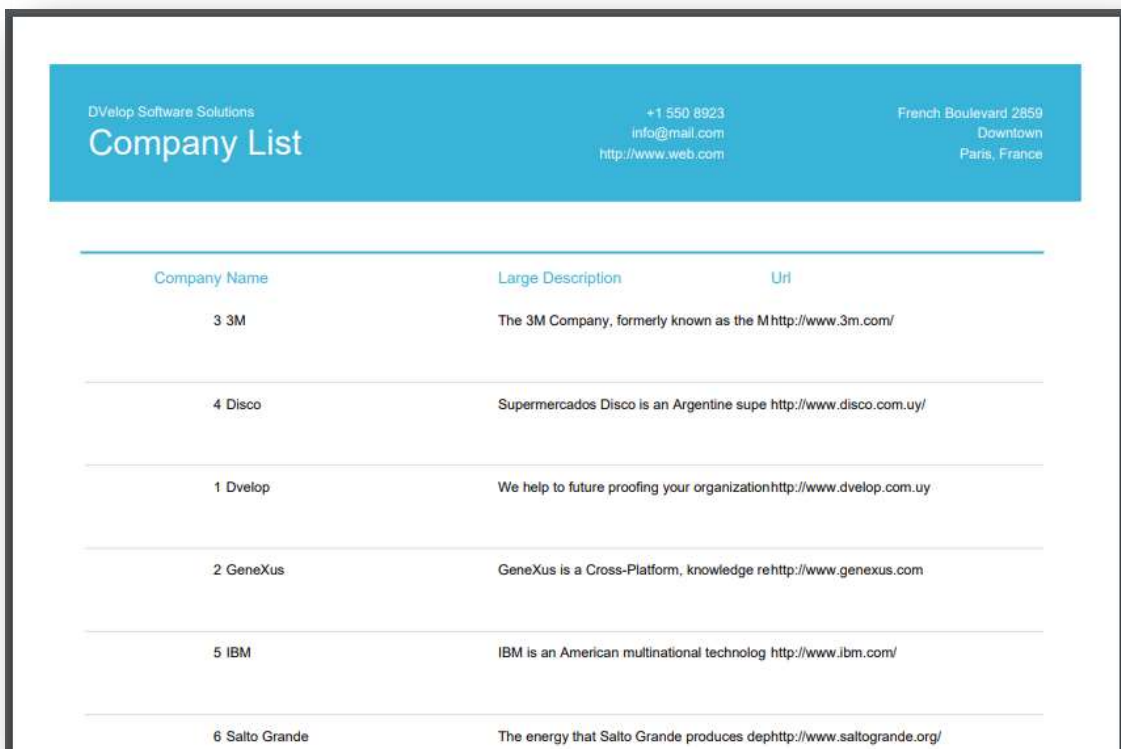 DVelop Software Solutions
Company List
+1 550 8923
info@mail.com
http://www.web.com
French Boulevard 2859
Downtown
Paris, France
Company Name Large Description Url
3 3M The 3M Company, formerly known as the M http://www.3m.com/
4 Disco Supermercados Disco is an Argentine supe http://www.disco.com.uy/
1 Dvelop We help to future proofing your organization http://www.dvelop.com.uy
2 GeneXus GeneXus is a Cross-Platform, knowledge re http://www.genexus.com
5 IBM IBM is an American multinational technolog http://www.ibm.com/
6 Salto Grande The energy that Salto Grande produces dep http://www.saltogrande.org/